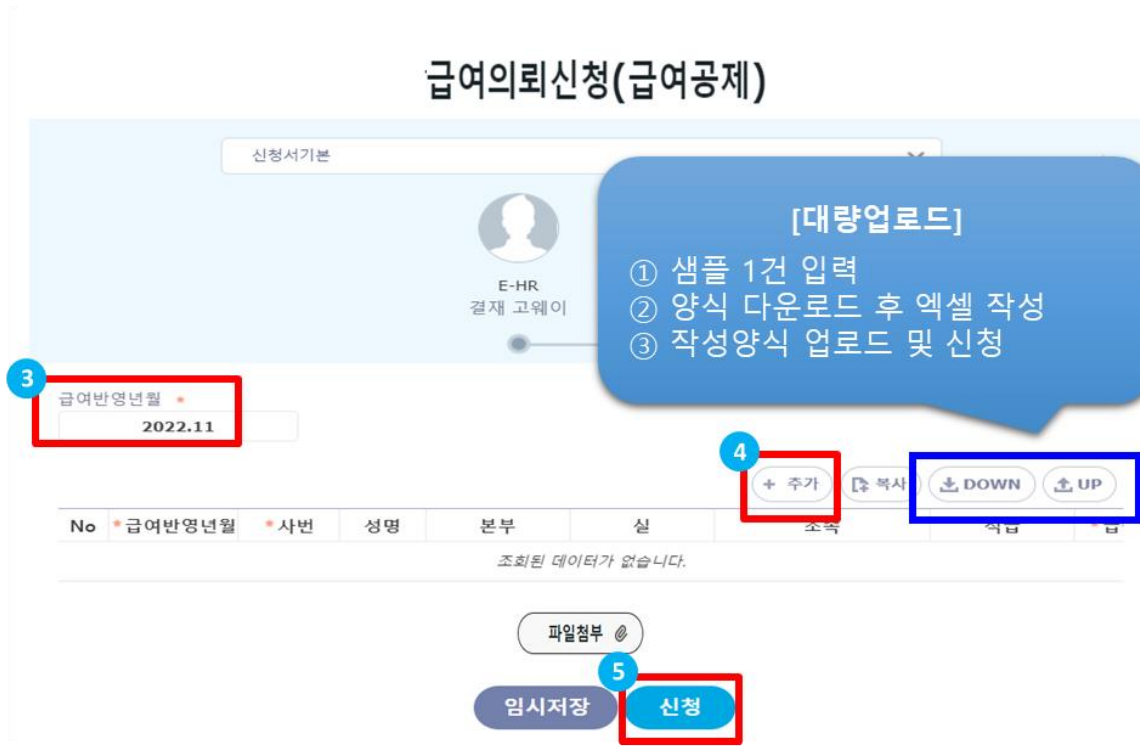 급여의뢰신청(급여공제)
신청서기본
[대량업로드]
① 샘플 1건 입력
② 양식 다운로드 후 엑셀 작성
③ 작성양식 업로드 및 신청
E-HR
결재 고웨이
3
급여반영년월 *
2022.11
4
+ 추가 복사 DOWN UP
No *급여반영년월 *사번 성명 본부 실 소속 직급
조회된 데이터가 없습니다.
파일첨부
5
임시저장 신청